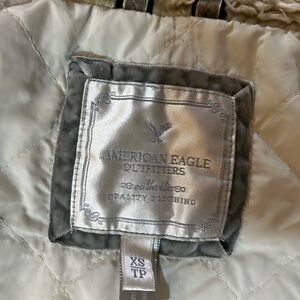 AMERICAN EAGLE
OUTFITTERS
authentic
QUALITY CLOTHING
XS
TP